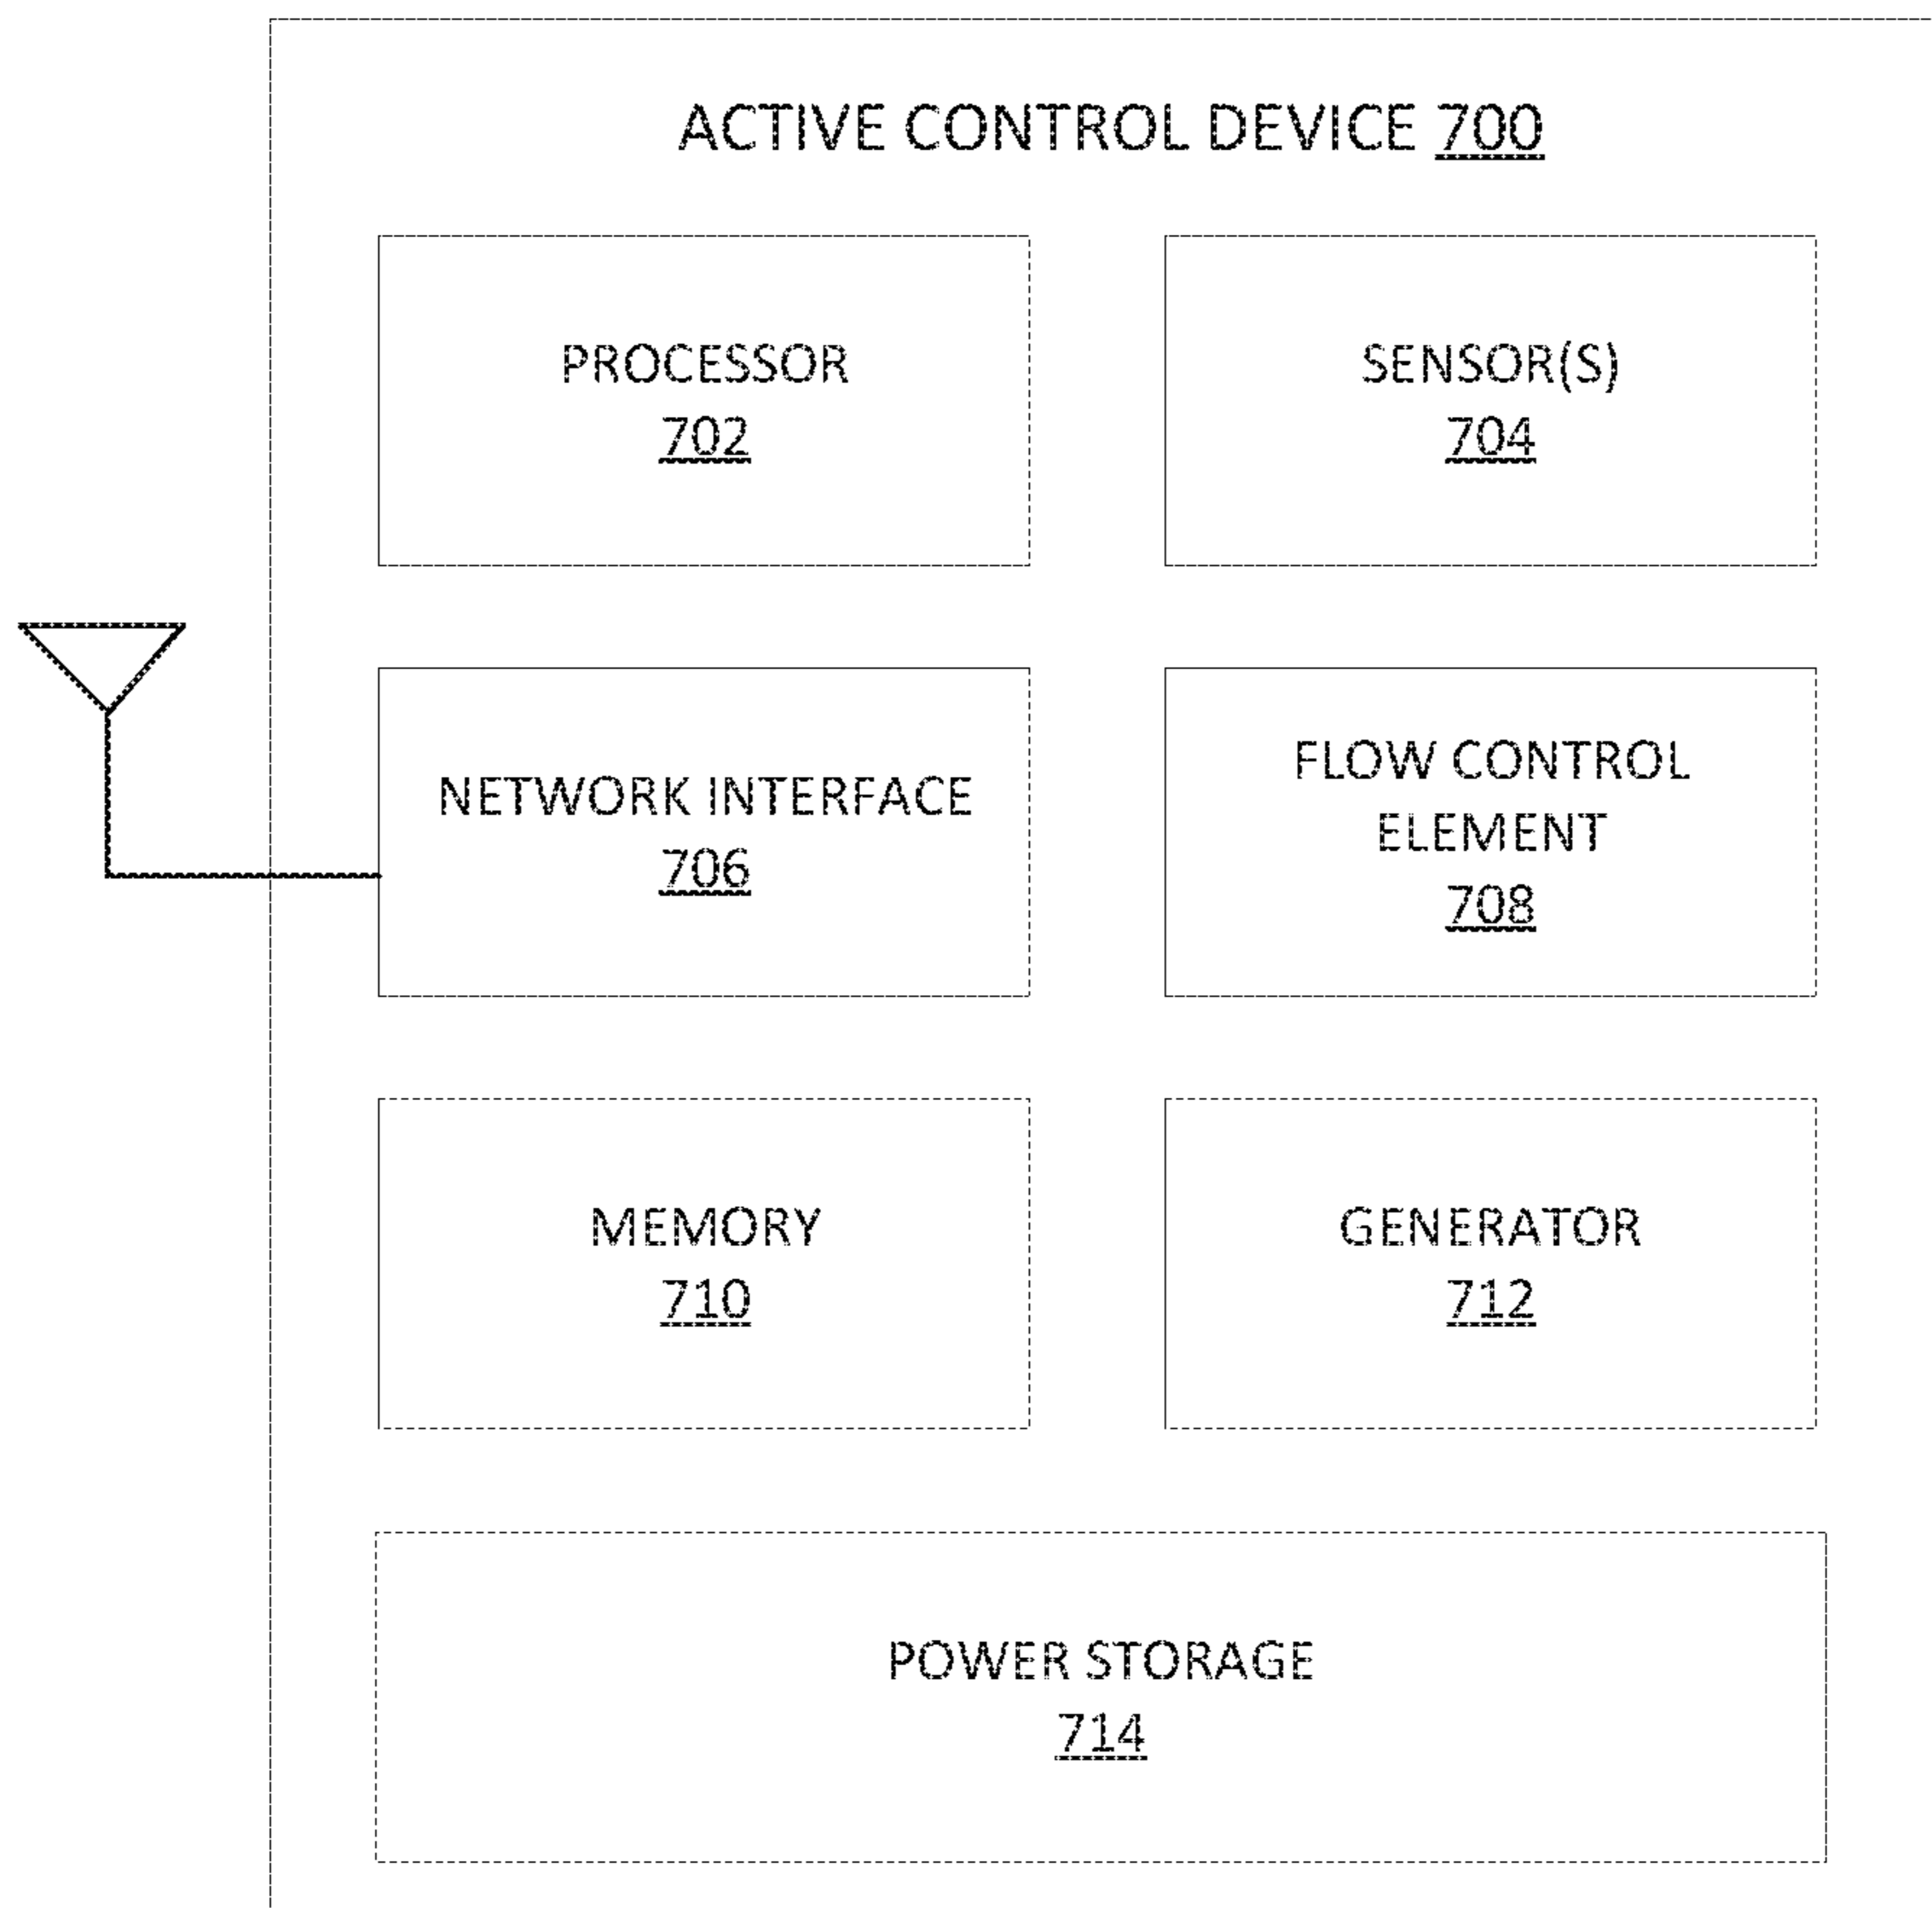 ACTIVE CONTROL DEVICE 700
PROCESSOR
702
SENSOR(S)
704
NETWORK INTERFACE
706
FLOW CONTROL
ELEMENT
708
MEMORY
710
GENERATOR
712
POWER STORAGE
714